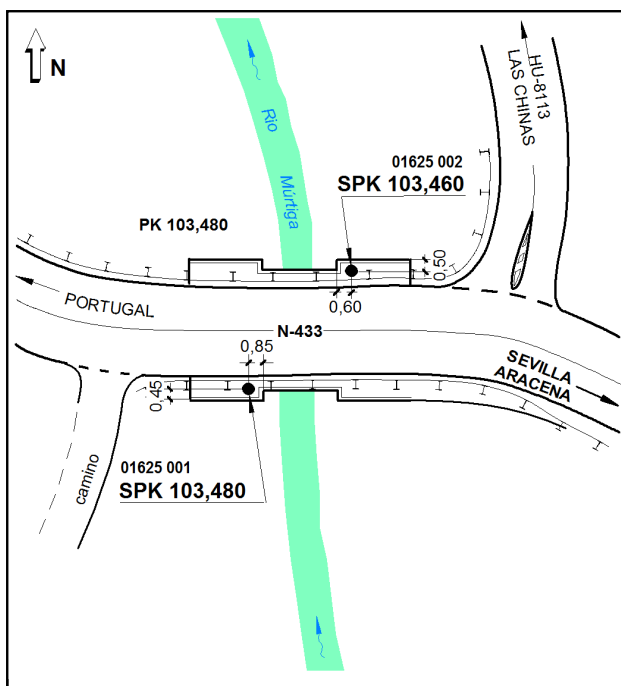 N
Rio
Múrtiga
HU-8113
LAS CHINAS
01625 002
SPK 103,460
PK 103,480
0,50
0,60
PORTUGAL
N-433
0,85
SEVILLA
ARACENA
0,45
01625 001
SPK 103,480
camino